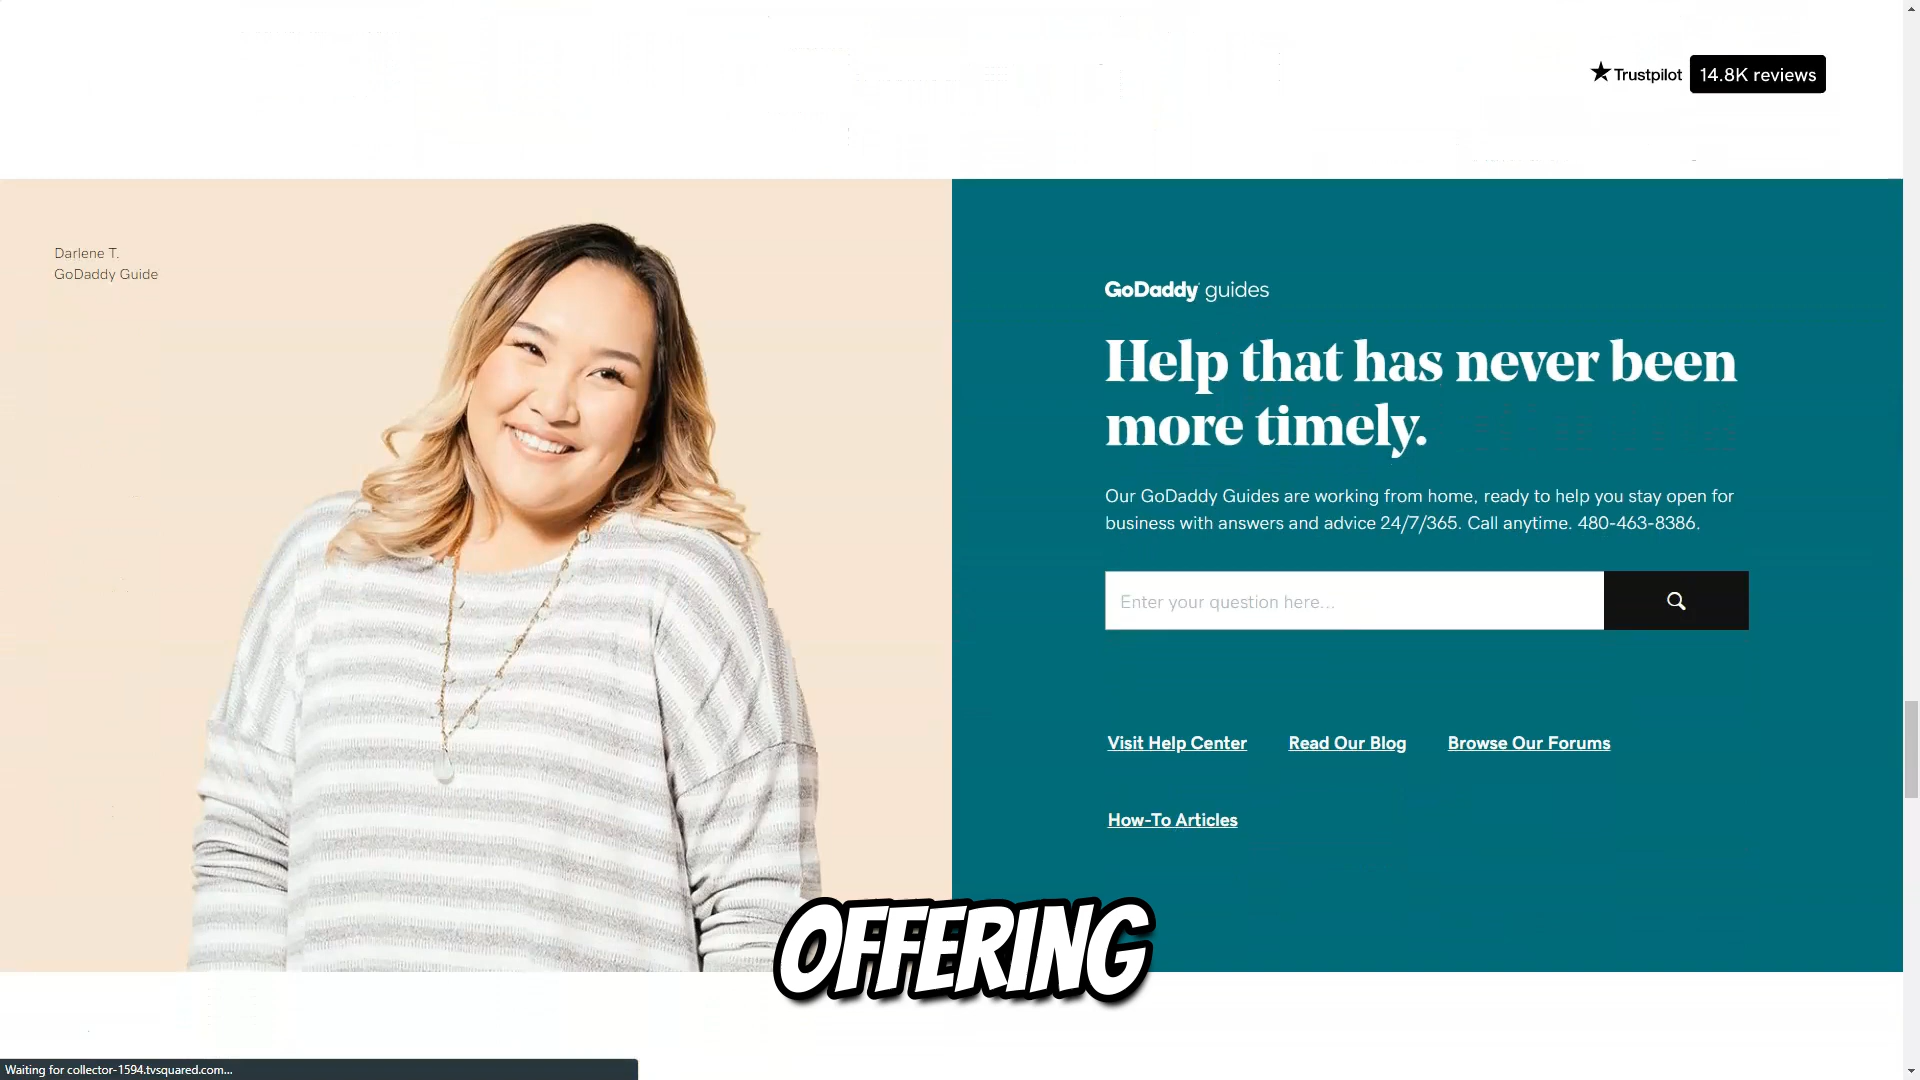 Trustpilot 14.8K reviews
Darlene T.
GoDaddy Guide
GoDaddy guides
Help that has never been
more timely.
Our GoDaddy Guides are working from home, ready to help you stay open for
business with answers and advice 24/7/365. Call anytime. 480-463-8386.
Enter your question here...
Visit Help Center Read Our Blog Browse Our Forums
How-To Articles
OFFERING
Waiting for collector-1594.tvsquared.com...